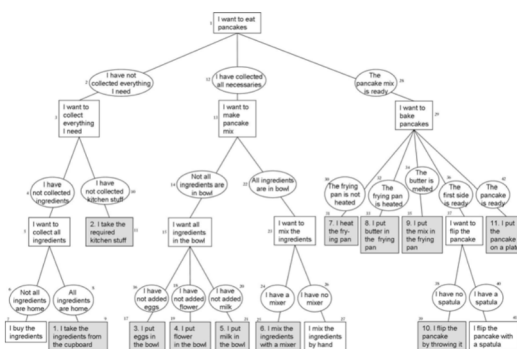 I want to eat
pancakes
I have not
collected everything
I need
I have collected
all necessaries
The
pancake mix
is ready
I want to
collect
everything
I need
I want to
make
pancake
mix
I want to
bake
pancakes
I have
not collected
ingredients
I have
not collected
kitchen stuff
Not all
ingredients are
in bowl
All ingredients
are in bowl
The frying
pan is not
heated
The
frying pan
is heated
The
butter is
melted
The
first side
is ready
The
pancake
is ready
I want to
collect all
ingredients
2. I take the
required
kitchen stuff
I want all
ingredients
in the bowl
I want to
mix the
ingredients
7. I heat
the fry-
ing pan
8. I put
butter in
the frying
pan
9. I put
the mix in
the frying
pan
I want to
flip the
pancake
11. I put
the
pancake
on a plate
Not all
ingredients
are home
All
ingredients
are home
I have
not added
eggs
I have
not added
flower
I have
not added
milk
I have a
mixer
I have no
mixer
I have no
spatula
I have a
spatula
I buy the
ingredients
1. I take the
ingredients from
the cupboard
3. I put
eggs in
the bowl
4. I put
flower in
the bowl
5. I put
milk in
the bowl
6. I mix the
ingredients
with a mixer
I mix the
ingredients
by hand
10. I flip the
pancake
by throwing it
I flip the
pancake with
a spatula